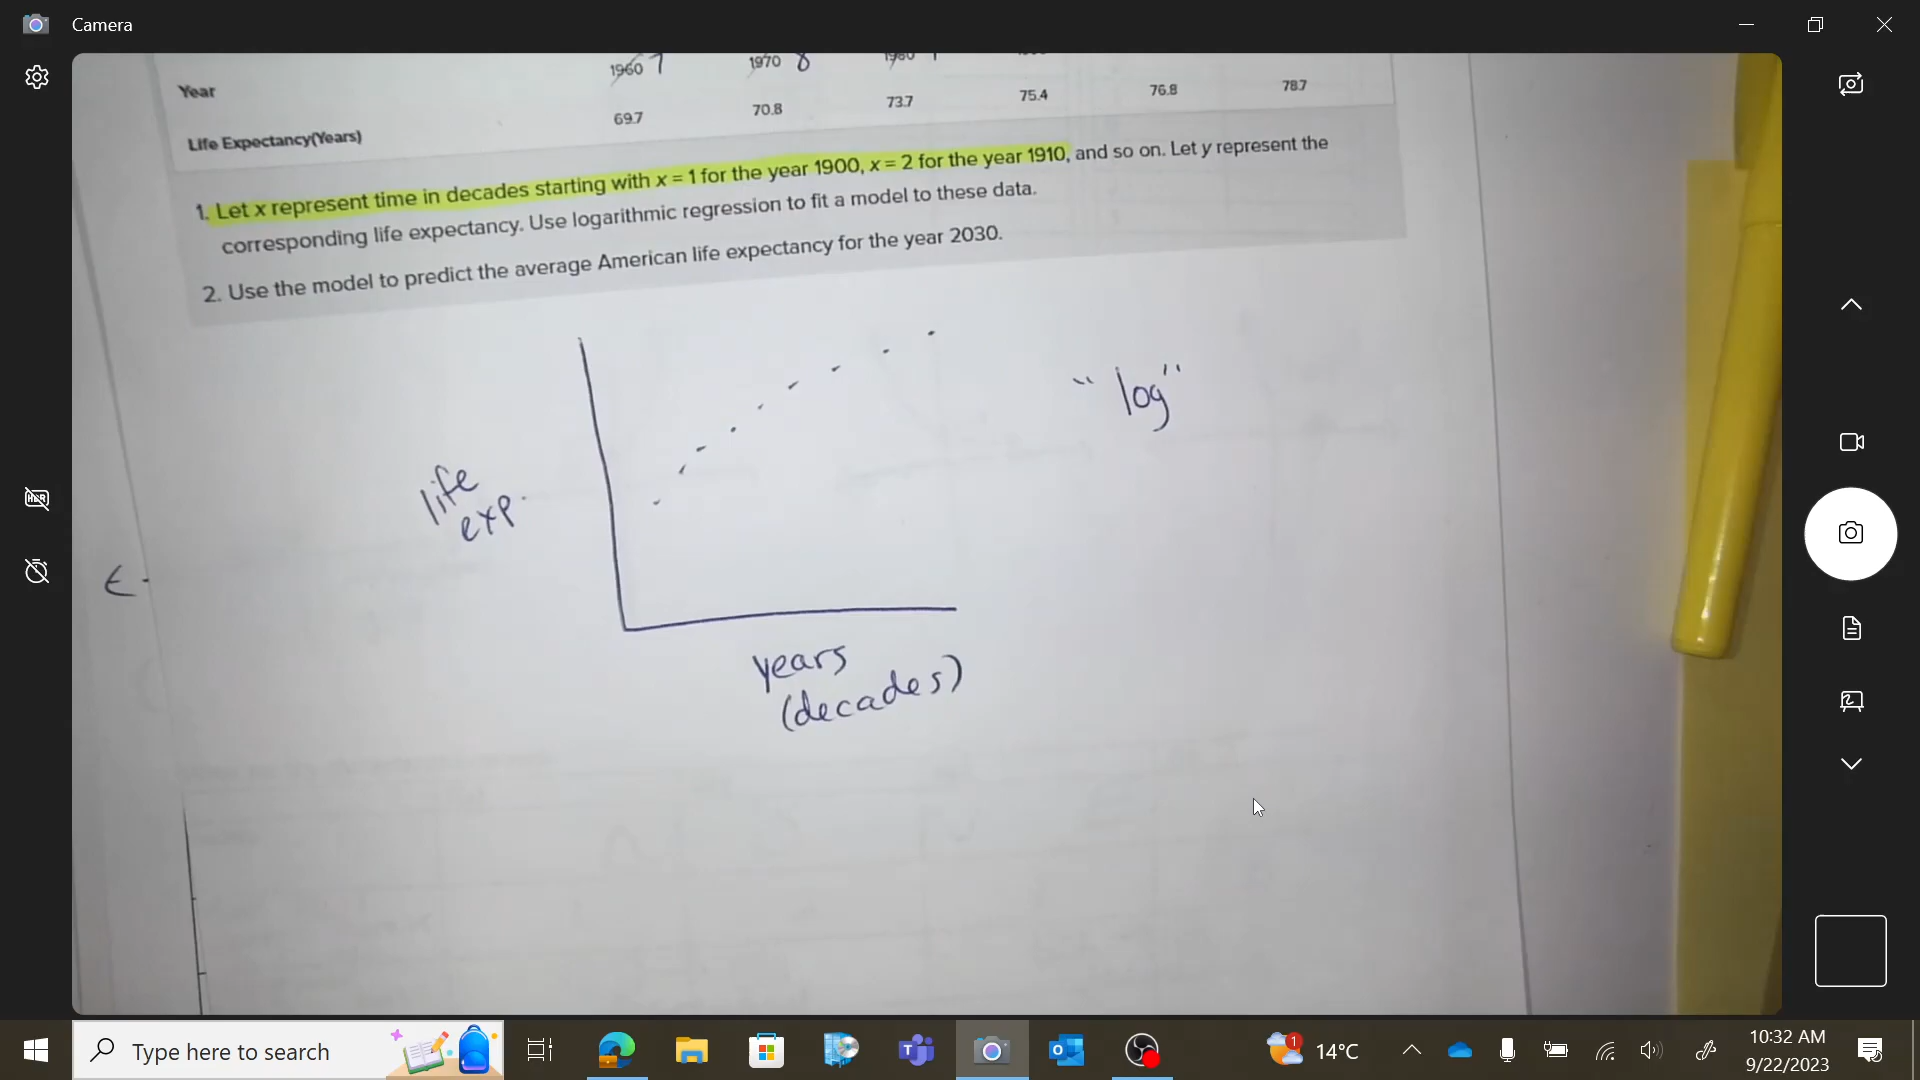 Camera
1960 7 1970 8 1980
Year
69.7 70.8 73.7 75.4 76.8 78.7
Life Expectancy(Years)
1. Let x represent time in decades starting with x = 1 for the year 1900, x = 2 for the year 1910, and so on. Let y represent the
corresponding life expectancy. Use logarithmic regression to fit a model to these data.
2. Use the model to predict the average American life expectancy for the year 2030.
"log"
life
exp.
years
(decades)
HDR
Type here to search
1
14°C
10:32 AM
9/22/2023